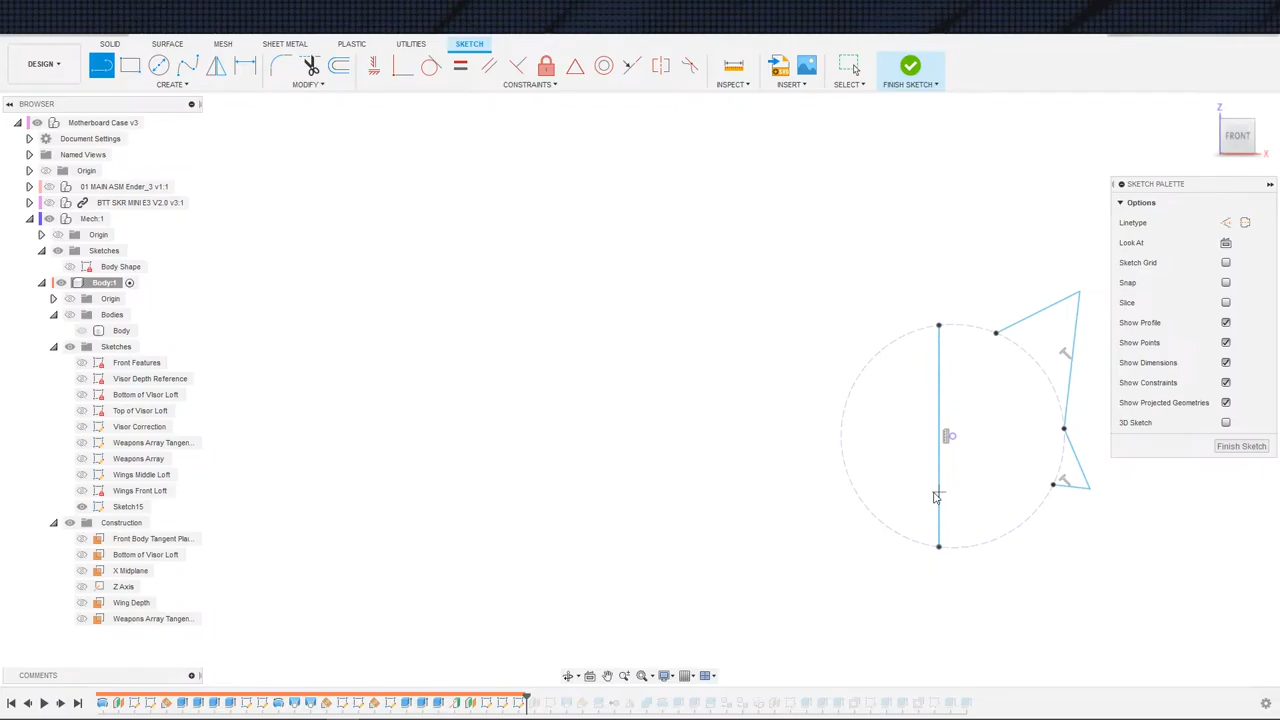 SOLID SURFACE MESH SHEET METAL PLASTIC UTILITIES SKETCH
DESIGN
CREATE MODIFY CONSTRAINTS INSPECT INSERT SELECT FINISH SKETCH
BROWSER
Motherboard Case v3
Document Settings
Named Views
Origin
01 MAIN ASM Ender_3 v1:1
BTT SKR MINI E3 V2.0 v3:1
Mech:1
Origin
Sketches
Body Shape
Body:1
Origin
Bodies
Body
Sketches
Front Features
Visor Depth Reference
Bottom of Visor Loft
Top of Visor Loft
Visor Correction
Weapons Array Tangen...
Weapons Array
Wings Middle Loft
Wings Front Loft
Sketch15
Construction
Front Body Tangent Pla...
Bottom of Visor Loft
X Midplane
Z Axis
Wing Depth
Weapons Array Tangen...
COMMENTS
Z
FRONT
X
SKETCH PALETTE
Options
Linetype
Look At
Sketch Grid
Snap
Slice
Show Profile
Show Points
Show Dimensions
Show Constraints
Show Projected Geometries
3D Sketch
Finish Sketch